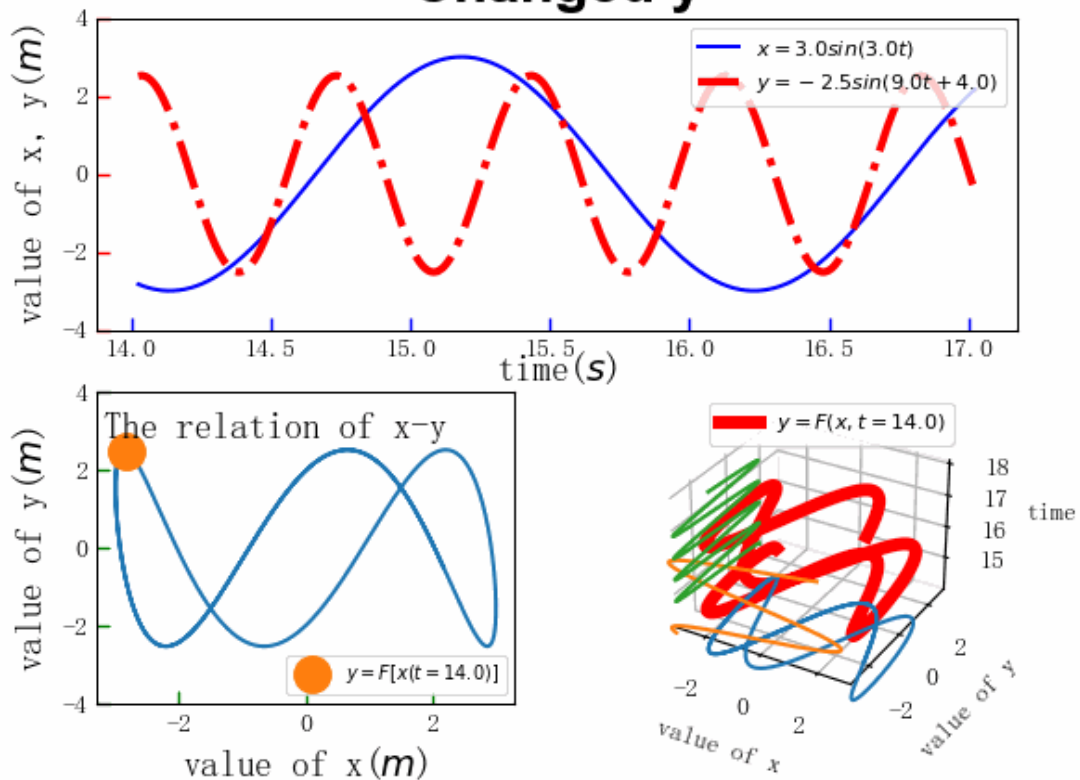 Changed y
4
2
0
-2
-4
value of x, y(m)
x = 3.0sin(3.0t)
y = - 2.5sin(9.0t + 4.0)
14.0 14.5 15.0 15.5 16.0 16.5 17.0
time(s)
4
2
0
-2
-4
value of y(m)
The relation of x-y
y = F[x(t = 14.0)]
-2 0 2
value of x(m)
y = F(x, t = 14.0)
18
17
16
15
time
-2
0
2
value of x
-2
0
2
value of y